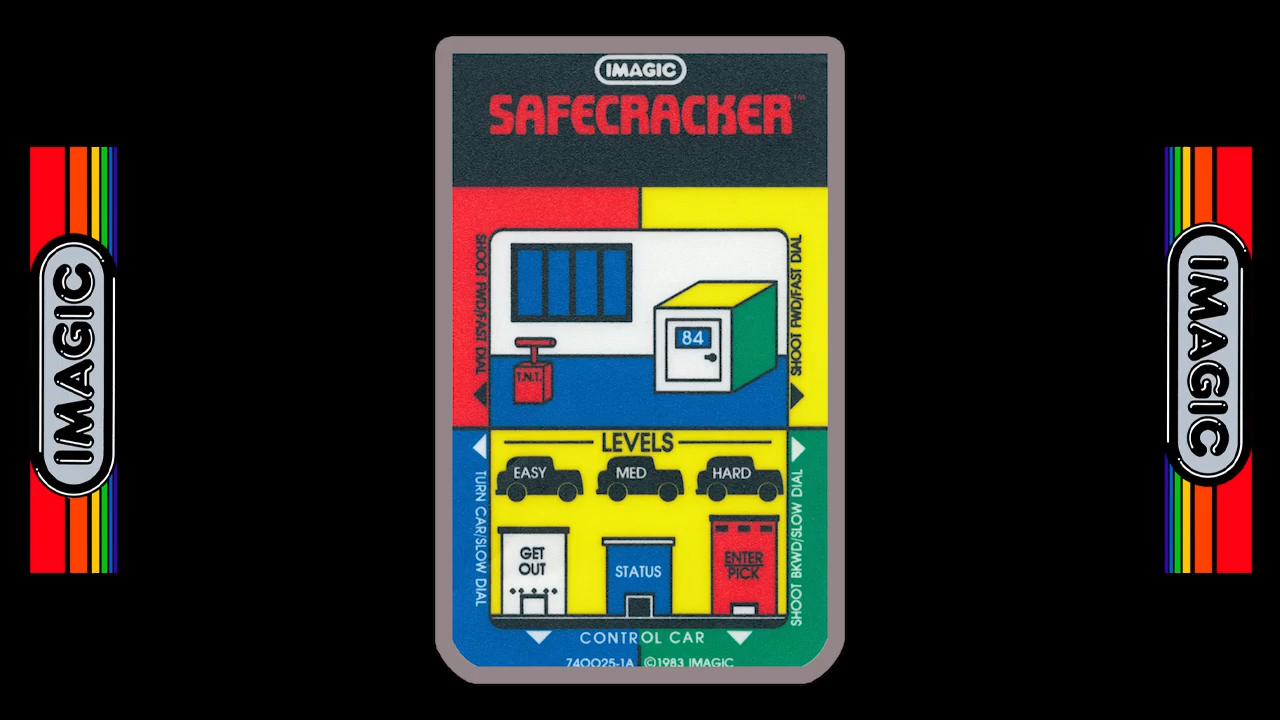 IMAGIC
SAFECRACKER™
SHOOT FWD/FAST DIAL
SHOOT FWD/FAST DIAL
84
T.N.T.
LEVELS
EASY
MED
HARD
TURN CAR/SLOW DIAL
SHOOT BKWD/SLOW DIAL
GET
OUT
STATUS
ENTER
PICK
CONTROL CAR
740025-1A ©1983 IMAGIC
IMAGIC
IMAGIC